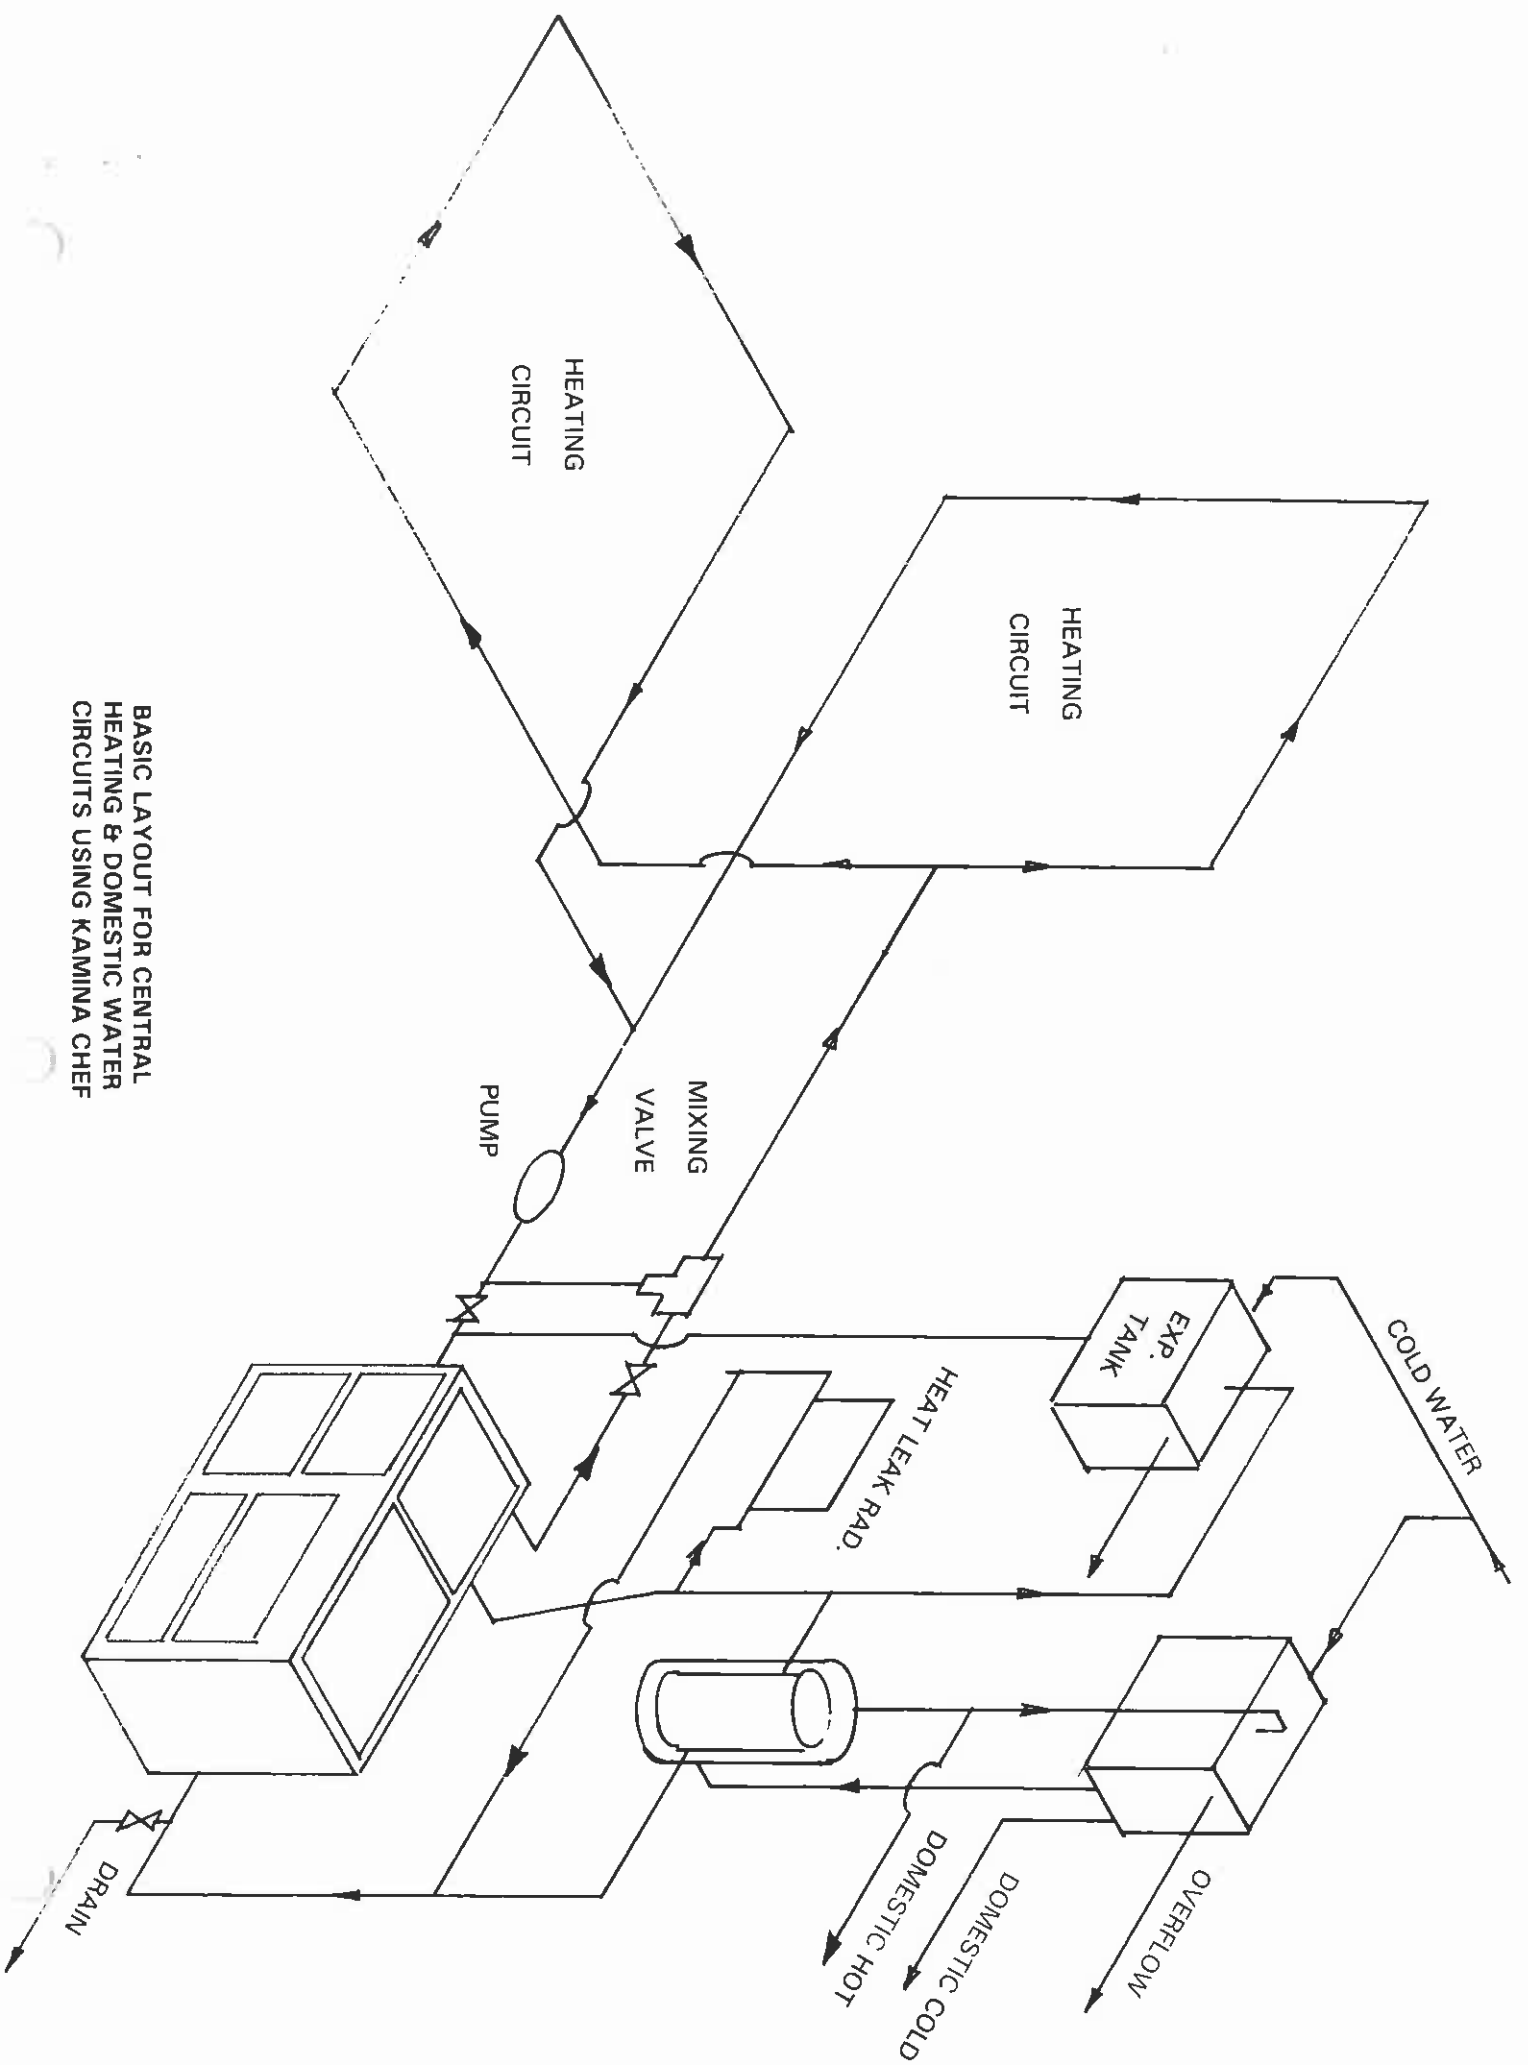 COLD WATER
OVERFLOW
EXP.
TANK
HEATING
CIRCUIT
HEAT LEAK RAD.
DOMESTIC COLD
DOMESTIC HOT
MIXING
VALVE
HEATING
CIRCUIT
PUMP
DRAIN
BASIC LAYOUT FOR CENTRAL
HEATING & DOMESTIC WATER
CIRCUITS USING KAMINA CHEF